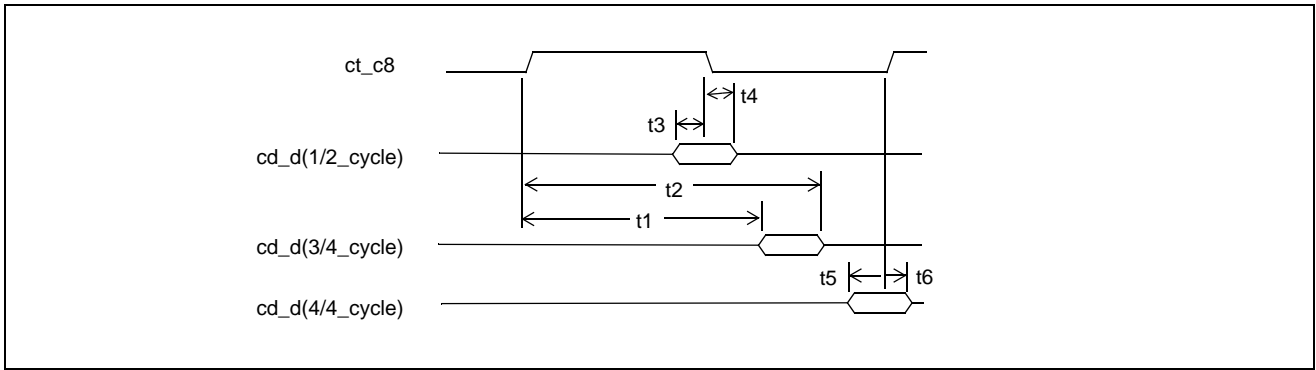 ct_c8
t4
t3
cd_d(1/2_cycle)
t2
t1
cd_d(3/4_cycle)
t5 t6
cd_d(4/4_cycle)